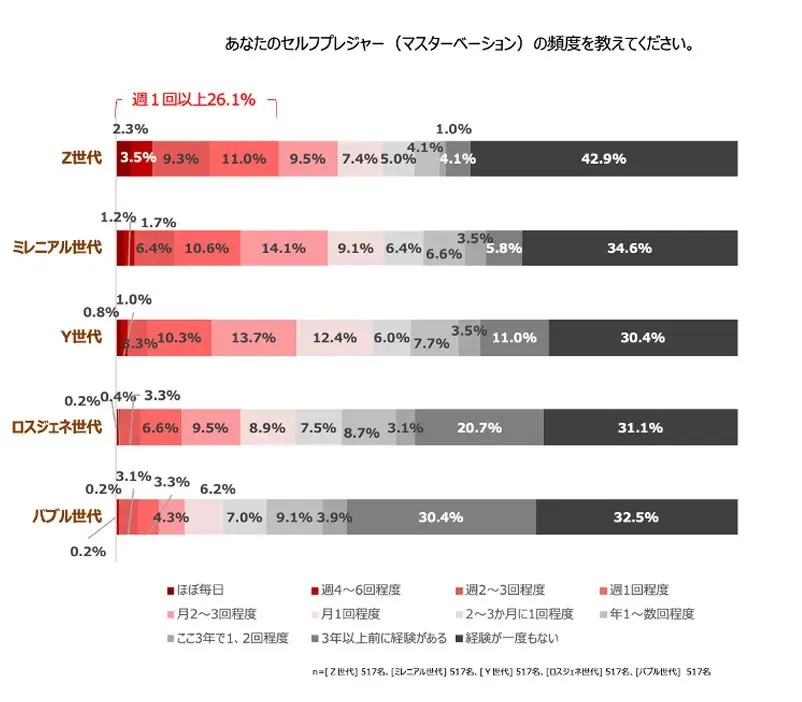 あなたのセルフプレジャー（マスターベーション）の頻度を教えてください。
週１回以上26.1%
2.3%
1.0%
4.1%
Z世代 3.5% 9.3% 11.0% 9.5% 7.4% 5.0% 4.1% 42.9%
1.2% 1.7%
3.5%
ミレニアル世代 6.4% 10.6% 14.1% 9.1% 6.4% 6.6% 5.8% 34.6%
0.8% 1.0%
3.5%
Y世代 3.3% 10.3% 13.7% 12.4% 6.0% 7.7% 11.0% 30.4%
0.2% 0.4% 3.3%
ロスジェネ世代 6.6% 9.5% 8.9% 7.5% 8.7% 3.1% 20.7% 31.1%
0.2% 3.1% 3.3% 6.2%
バブル世代 4.3% 7.0% 9.1% 3.9% 30.4% 32.5%
0.2%
ほぼ毎日 週4～6回程度 週2～3回程度 週1回程度
月2～3回程度 月1回程度 2～3か月に1回程度 年1～数回程度
ここ3年で1、2回程度 3年以上前に経験がある 経験が一度もない
n=[Ｚ世代] 517名、[ミレニアル世代] 517名、[Ｙ世代] 517名、[ロスジェネ世代] 517名、[バブル世代] 517名